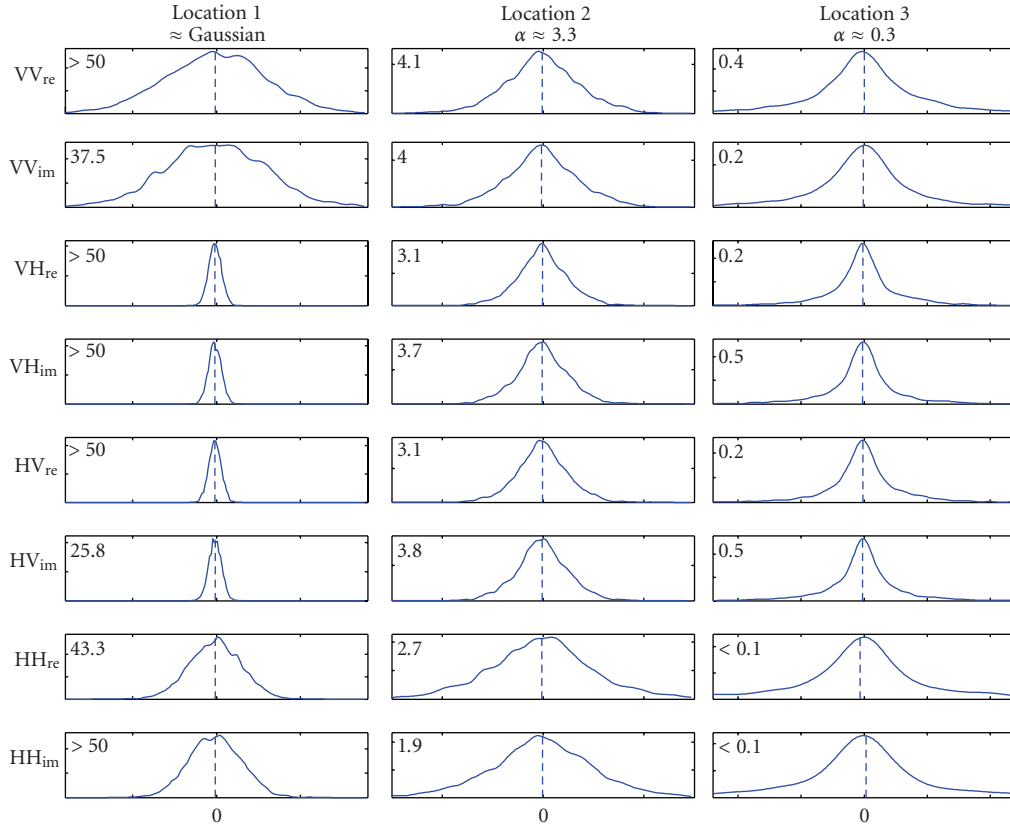 Location 1
≈ Gaussian
Location 2
α ≈ 3.3
Location 3
α ≈ 0.3
VVre
> 50
4.1
0.4
VVim
37.5
4
0.2
VHre
> 50
3.1
0.2
VHim
> 50
3.7
0.5
HVre
> 50
3.1
0.2
HVim
25.8
3.8
0.5
HHre
43.3
2.7
< 0.1
HHim
> 50
1.9
< 0.1
0
0
0